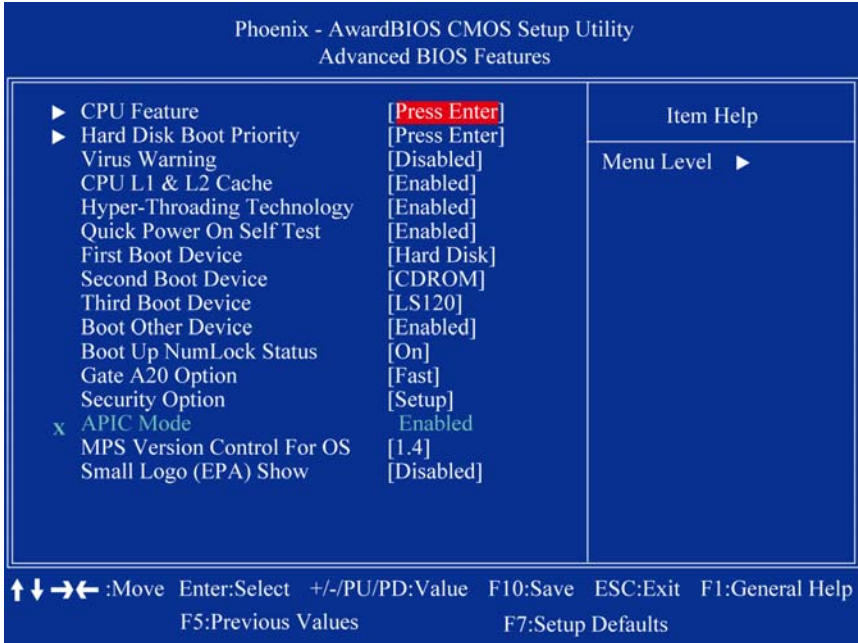 Phoenix - AwardBIOS CMOS Setup Utility
Advanced BIOS Features
▶ CPU Feature [Press Enter]
▶ Hard Disk Boot Priority [Press Enter]
Virus Warning [Disabled]
CPU L1 & L2 Cache [Enabled]
Hyper-Throading Technology [Enabled]
Quick Power On Self Test [Enabled]
First Boot Device [Hard Disk]
Second Boot Device [CDROM]
Third Boot Device [LS120]
Boot Other Device [Enabled]
Boot Up NumLock Status [On]
Gate A20 Option [Fast]
Security Option [Setup]
x APIC Mode Enabled
MPS Version Control For OS [1.4]
Small Logo (EPA) Show [Disabled]
Item Help
Menu Level ▶
↑↓→← :Move Enter:Select +/-/PU/PD:Value F10:Save ESC:Exit F1:General Help
F5:Previous Values F7:Setup Defaults